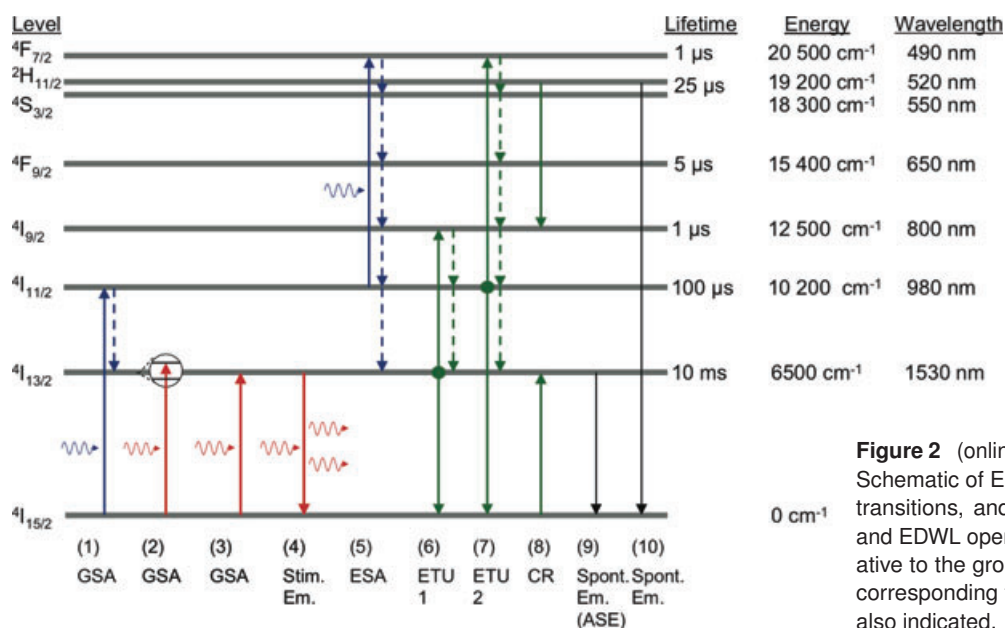 Level Lifetime Energy Wavelength
⁴F₇/₂ 1 µs 20 500 cm⁻¹ 490 nm
²H₁₁/₂ 25 µs 19 200 cm⁻¹ 520 nm
⁴S₃/₂ 18 300 cm⁻¹ 550 nm
⁴F₉/₂ 5 µs 15 400 cm⁻¹ 650 nm
⁴I₉/₂ 1 µs 12 500 cm⁻¹ 800 nm
⁴I₁₁/₂ 100 µs 10 200 cm⁻¹ 980 nm
⁴I₁₃/₂ 10 ms 6500 cm⁻¹ 1530 nm
⁴I₁₅/₂ 0 cm⁻¹
(1) (2) (3) (4) (5) (6) (7) (8) (9) (10)
GSA GSA GSA Stim. ESA ETU ETU CR Spont. Spont.
Em. 1 2 Em. Em.
(ASE)
Figure 2 (onlin
Schematic of E
transitions, and
and EDWL oper
ative to the gro
corresponding
also indicated.